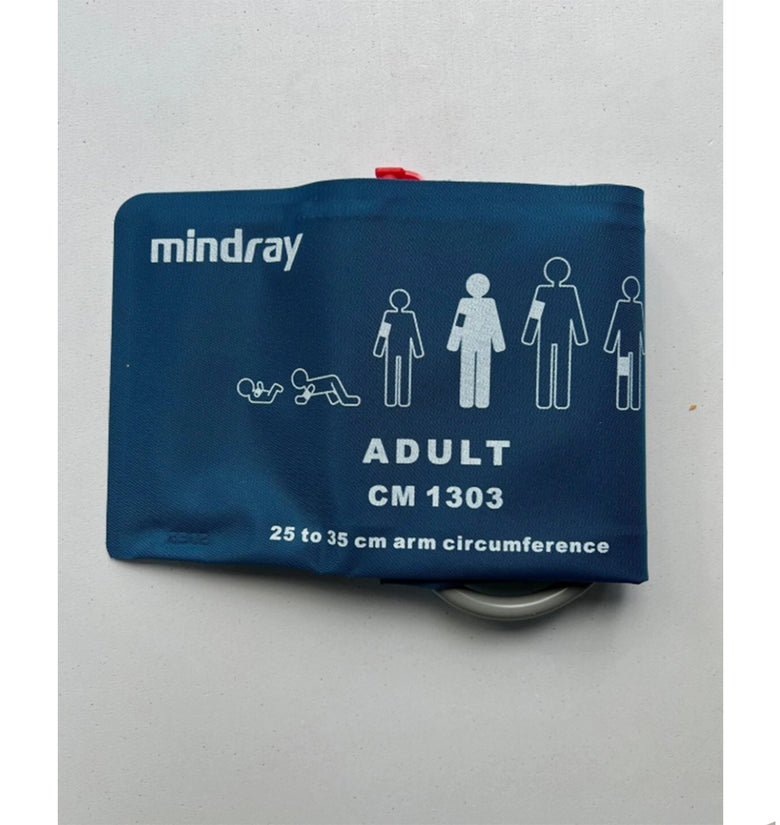 mindray
ADULT
CM 1303
25 to 35 cm arm circumference